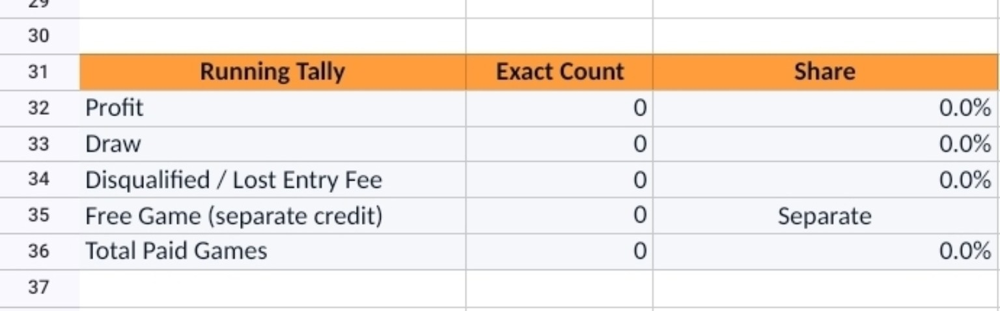 29
30
31 Running Tally Exact Count Share
32 Profit 0 0.0%
33 Draw 0 0.0%
34 Disqualified / Lost Entry Fee 0 0.0%
35 Free Game (separate credit) 0 Separate
36 Total Paid Games 0 0.0%
37